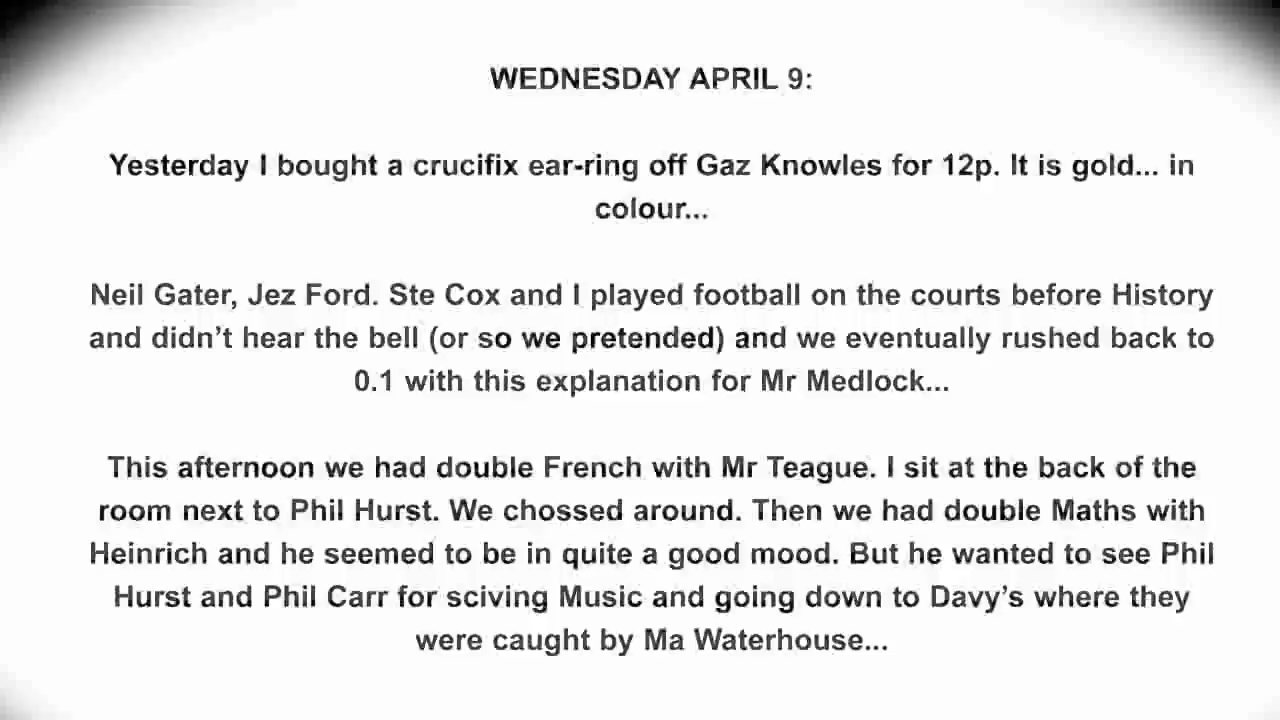 WEDNESDAY APRIL 9:
Yesterday I bought a crucifix ear-ring off Gaz Knowles for 12p. It is gold... in
colour...
Neil Gater, Jez Ford. Ste Cox and I played football on the courts before History
and didn’t hear the bell (or so we pretended) and we eventually rushed back to
0.1 with this explanation for Mr Medlock...
This afternoon we had double French with Mr Teague. I sit at the back of the
room next to Phil Hurst. We chossed around. Then we had double Maths with
Heinrich and he seemed to be in quite a good mood. But he wanted to see Phil
Hurst and Phil Carr for sciving Music and going down to Davy’s where they
were caught by Ma Waterhouse...